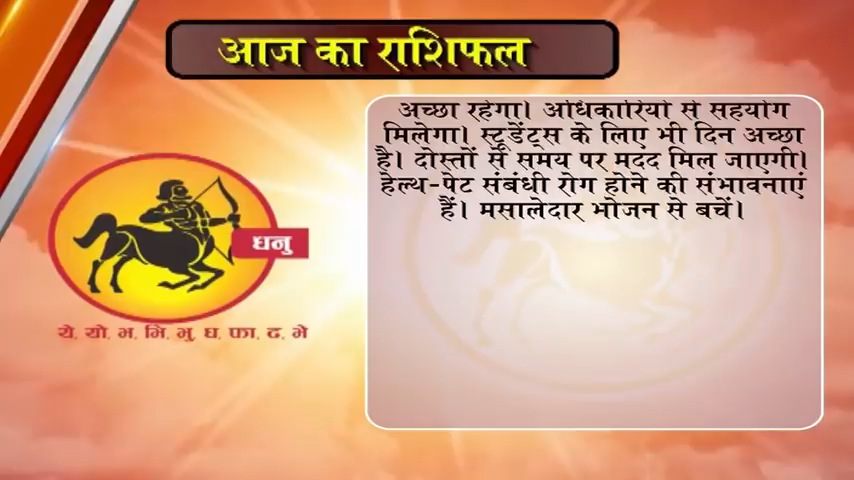 आज का राशिफल
अच्छा रहेगा। अधिकारियों से सहयोग
मिलेगा। स्टूडेंट्स के लिए भी दिन अच्छा
है। दोस्तों से समय पर मदद मिल जाएगी।
हेल्थ-पेट संबंधी रोग होने की संभावनाएं
हैं। मसालेदार भोजन से बचें।
धनु
ये, यो, भ, भि, भु, ध, फा, ढ, भे